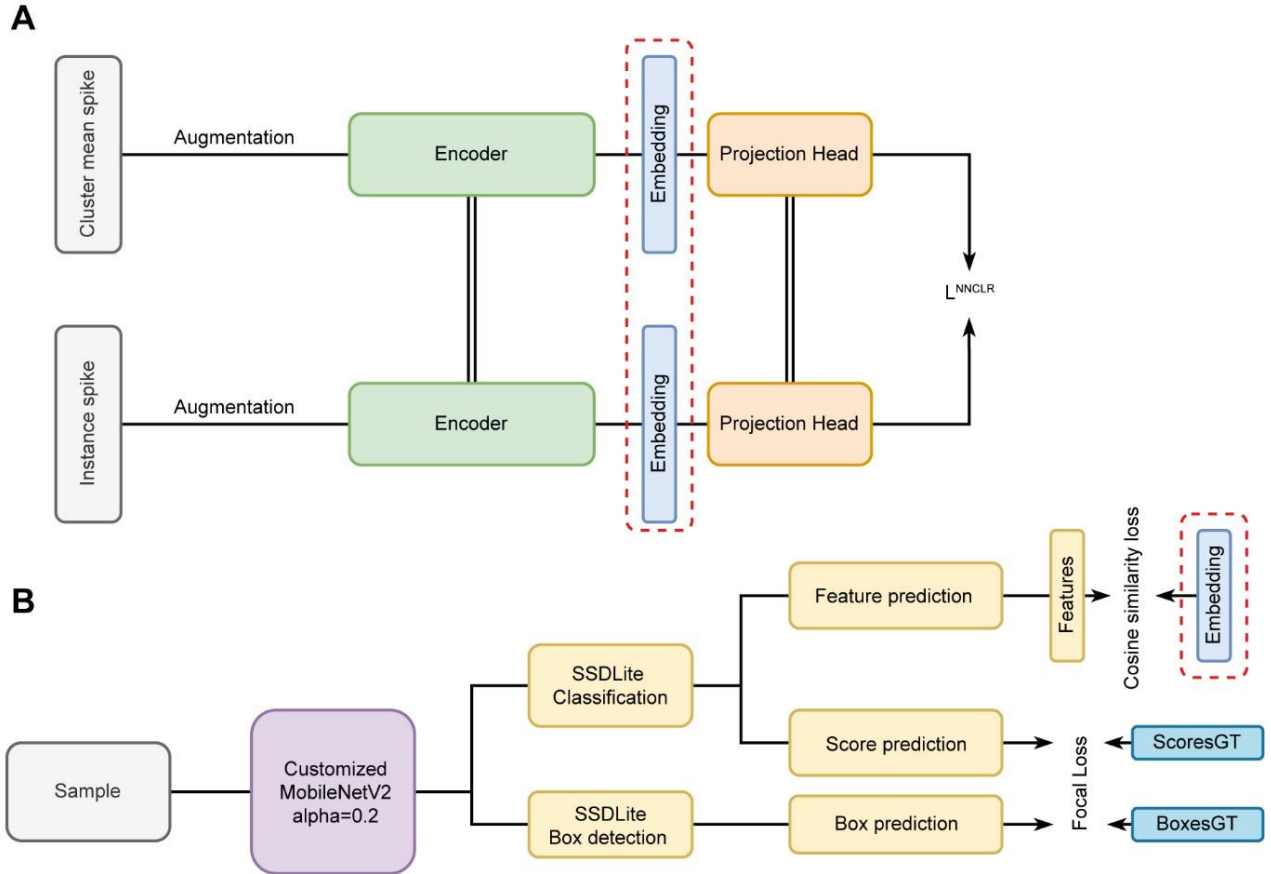 A
Cluster mean spike
Augmentation
Encoder
Embedding
Projection Head
L^NNCLR
Instance spike
Augmentation
Encoder
Embedding
Projection Head
B
Sample
Customized
MobileNetV2
alpha=0.2
SSDLite
Classification
SSDLite
Box detection
Feature prediction
Features
Cosine similarity loss
Embedding
Score prediction
Box prediction
Focal Loss
ScoresGT
BoxesGT